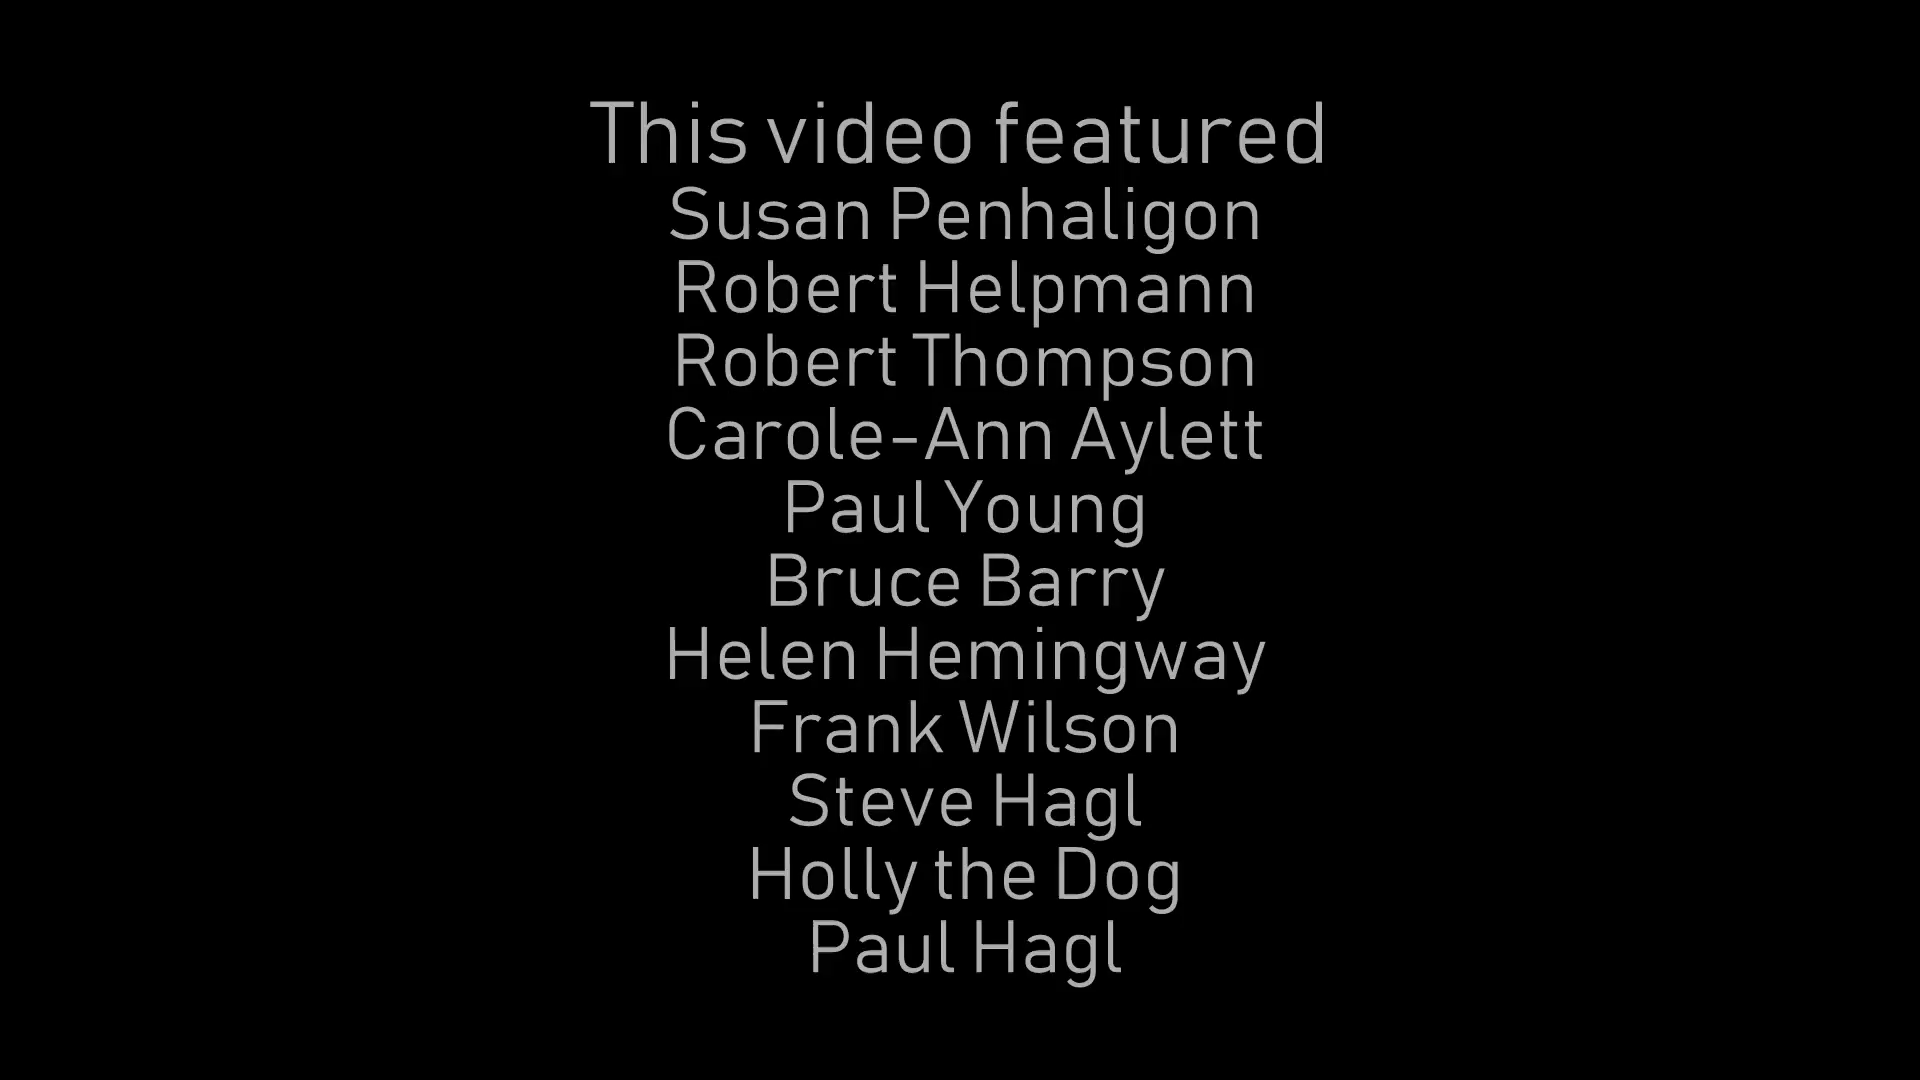 This video featured
Susan Penhaligon
Robert Helpmann
Robert Thompson
Carole-Ann Aylett
Paul Young
Bruce Barry
Helen Hemingway
Frank Wilson
Steve Hagl
Holly the Dog
Paul Hagl